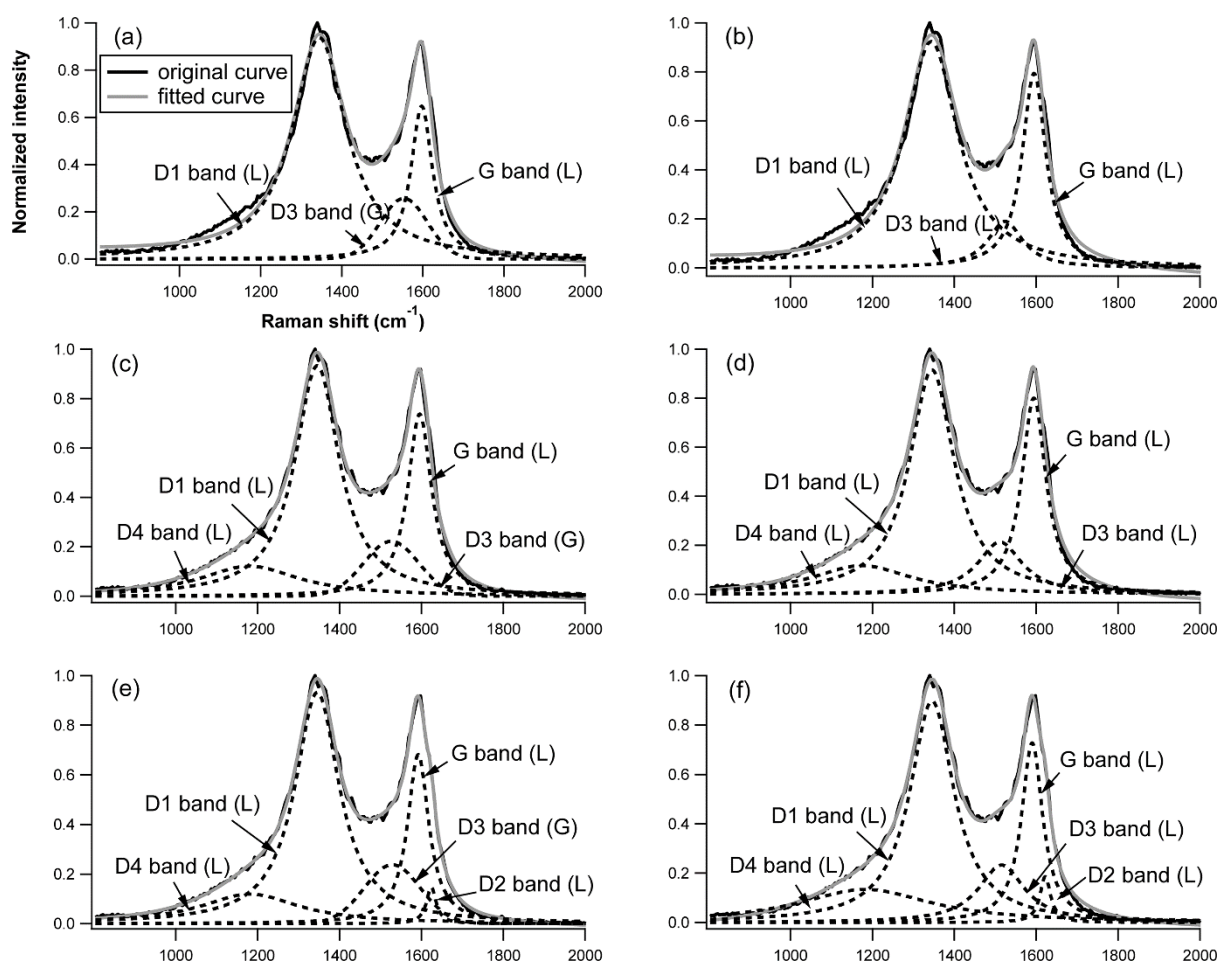 (a)
original curve
fitted curve
Normalized intensity
1.0
0.8
0.6
0.4
0.2
0.0
D1 band (L)
D3 band (G)
G band (L)
1000 1200 1400 1600 1800 2000
Raman shift (cm-1)
(b)
1.0
0.8
0.6
0.4
0.2
0.0
D1 band (L)
D3 band (L)
G band (L)
1000 1200 1400 1600 1800 2000
(c)
1.0
0.8
0.6
0.4
0.2
0.0
G band (L)
D1 band (L)
D4 band (L)
D3 band (G)
1000 1200 1400 1600 1800 2000
(d)
1.0
0.8
0.6
0.4
0.2
0.0
G band (L)
D1 band (L)
D4 band (L)
D3 band (L)
1000 1200 1400 1600 1800 2000
(e)
1.0
0.8
0.6
0.4
0.2
0.0
G band (L)
D1 band (L)
D3 band (G)
D4 band (L)
D2 band (L)
1000 1200 1400 1600 1800 2000
(f)
1.0
0.8
0.6
0.4
0.2
0.0
G band (L)
D1 band (L)
D3 band (L)
D4 band (L)
D2 band (L)
1000 1200 1400 1600 1800 2000